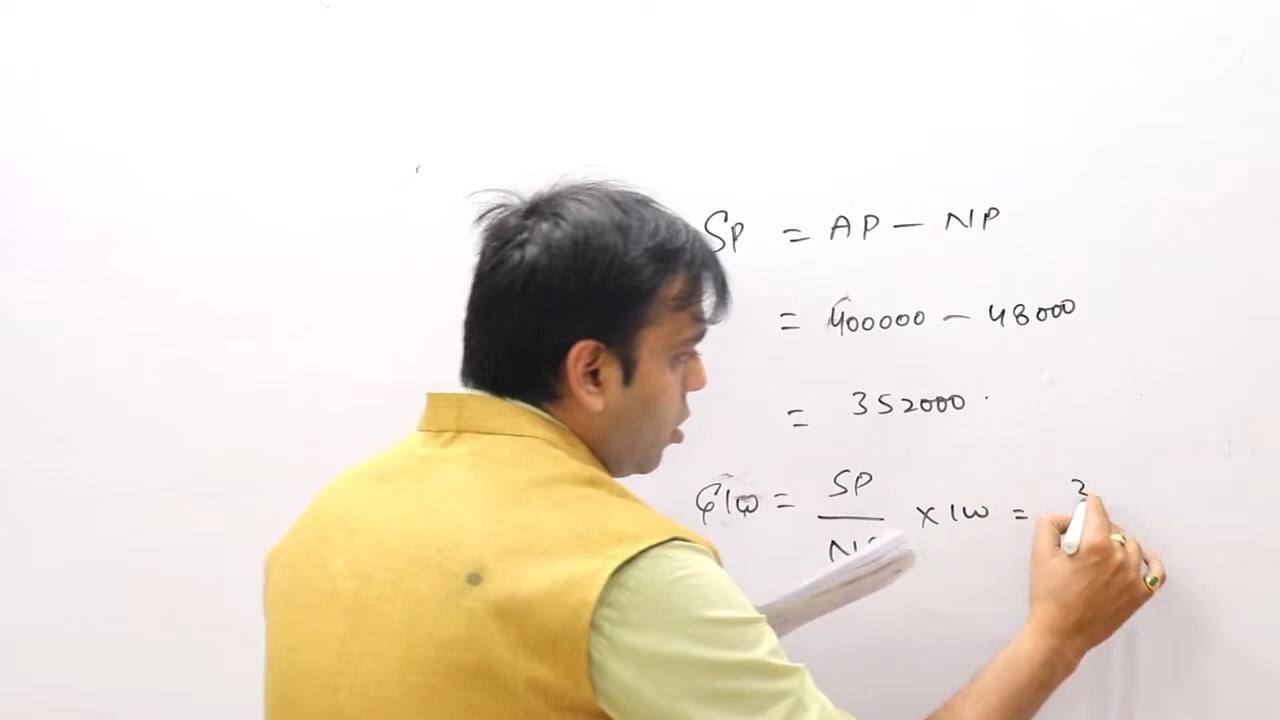 SP = AP - NP
= 400000 - 48000
= 352000
= SP / × 100 =